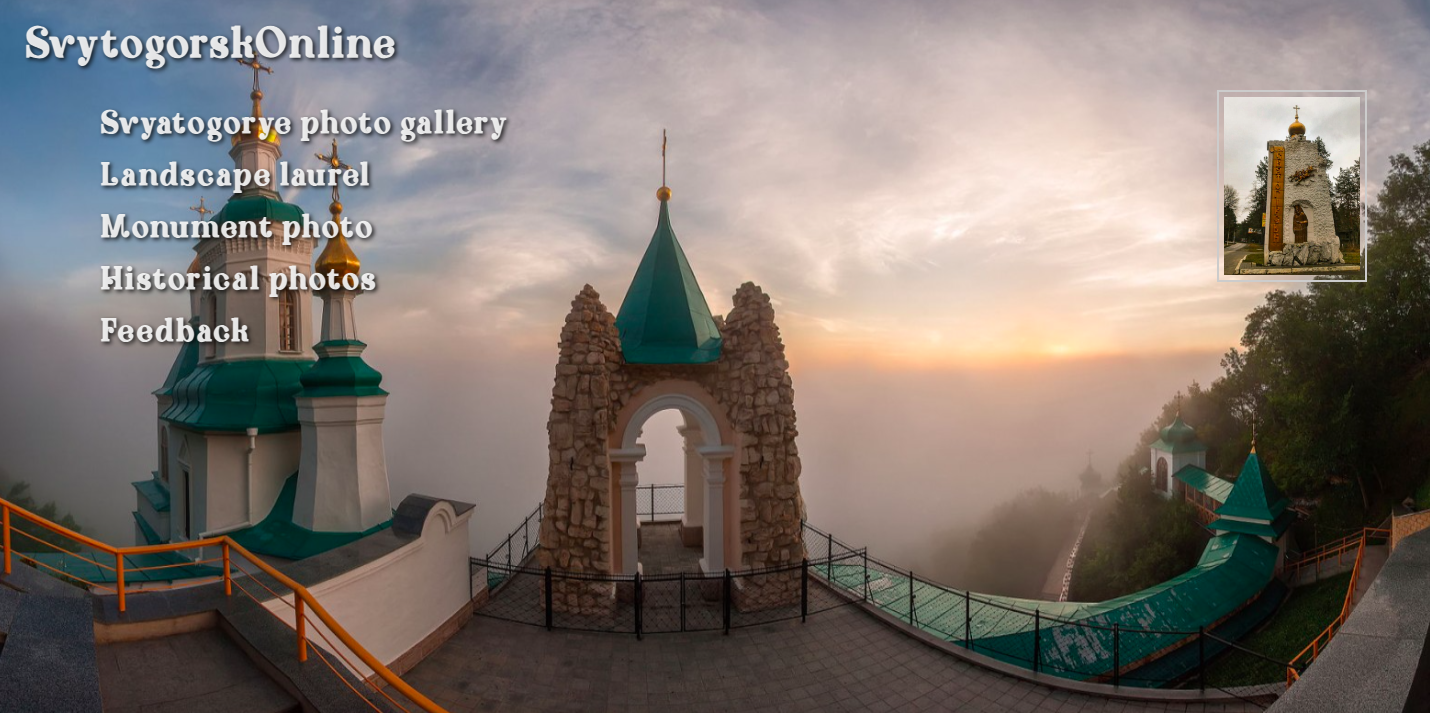 SvytogorskOnline
Svyatogorye photo gallery
Landscape laurel
Monument photo
Historical photos
Feedback